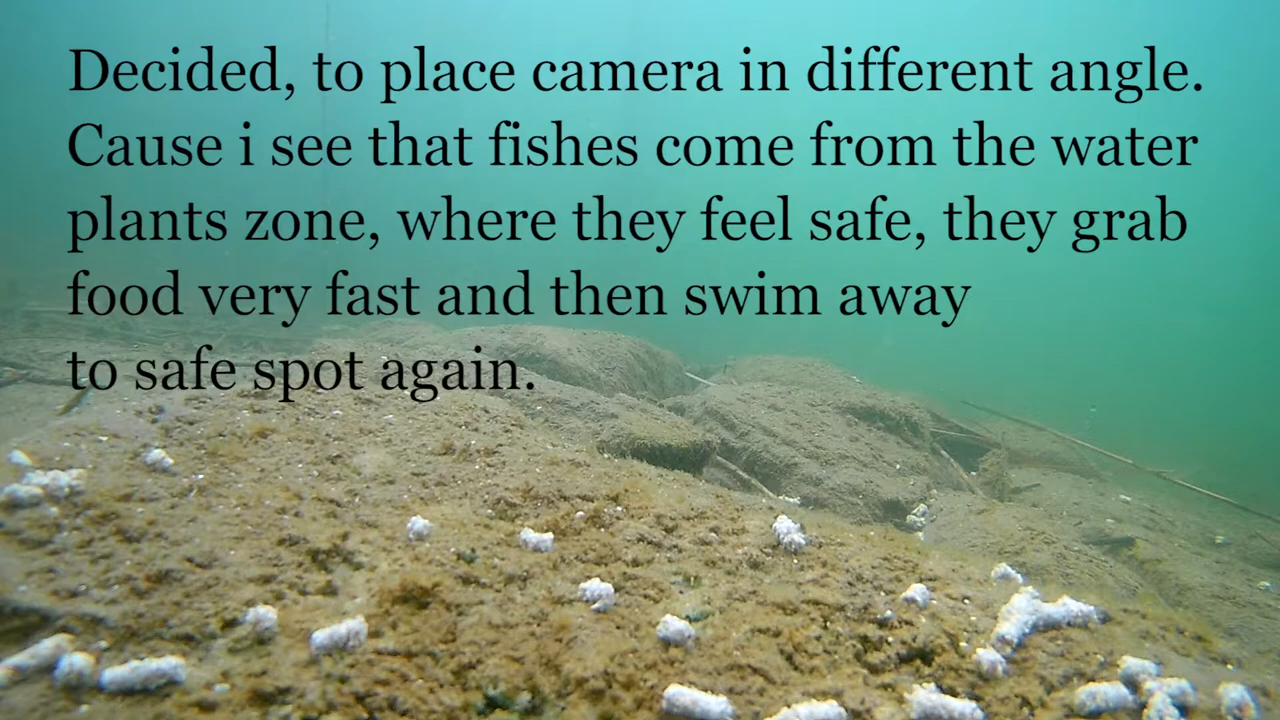 Decided, to place camera in different angle.
Cause i see that fishes come from the water
plants zone, where they feel safe, they grab
food very fast and then swim away
to safe spot again.